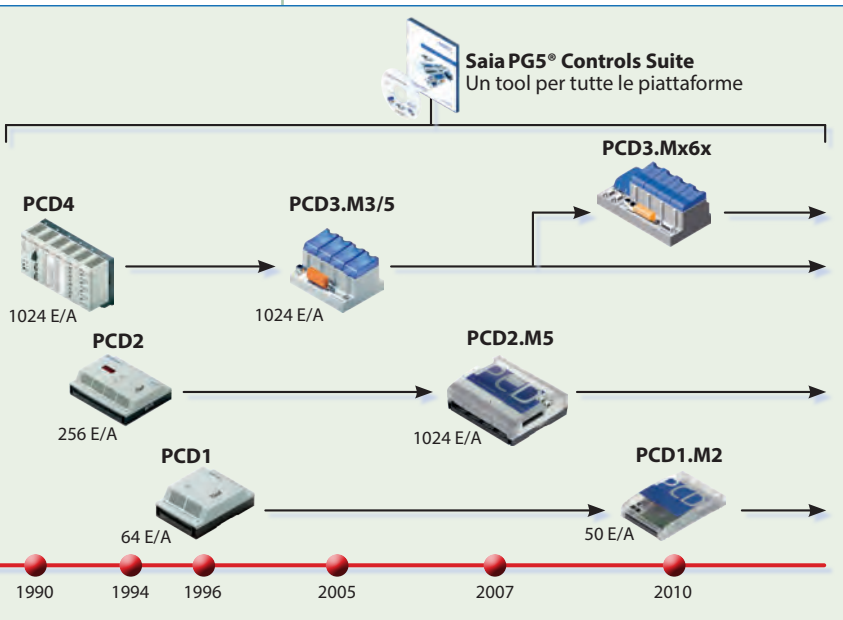 Saia PG5® Controls Suite
Un tool per tutte le piattaforme
PCD3.Mx6x
PCD4
PCD3.M3/5
1024 E/A
1024 E/A
PCD2
PCD2.M5
256 E/A
1024 E/A
PCD1
PCD1.M2
64 E/A
50 E/A
1990 1994 1996 2005 2007 2010